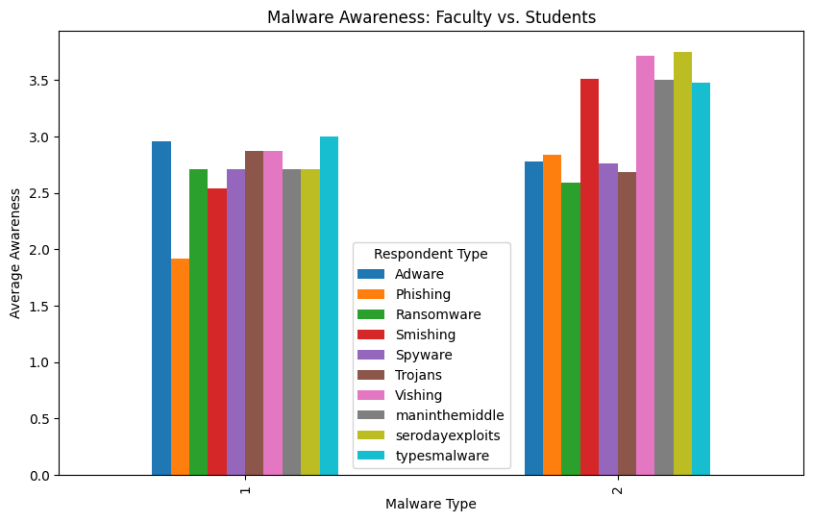 Malware Awareness: Faculty vs. Students
Average Awareness
3.5
3.0
2.5
2.0
1.5
1.0
0.5
0.0
Respondent Type
Adware
Phishing
Ransomware
Smishing
Spyware
Trojans
Vishing
maninthemiddle
serodayexploits
typesmalware
1
2
Malware Type